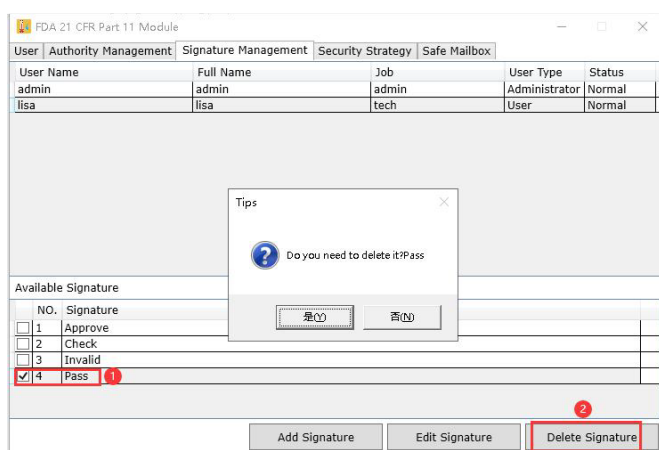 FDA 21 CFR Part 11 Module
User Authority Management Signature Management Security Strategy Safe Mailbox
User Name Full Name Job User Type Status
admin admin admin Administrator Normal
lisa lisa tech User Normal
Tips
Do you need to delete it?Pass
是(Y) 否(N)
Available Signature
NO. Signature
1 Approve
2 Check
3 Invalid
4 Pass 1
2
Add Signature Edit Signature Delete Signature